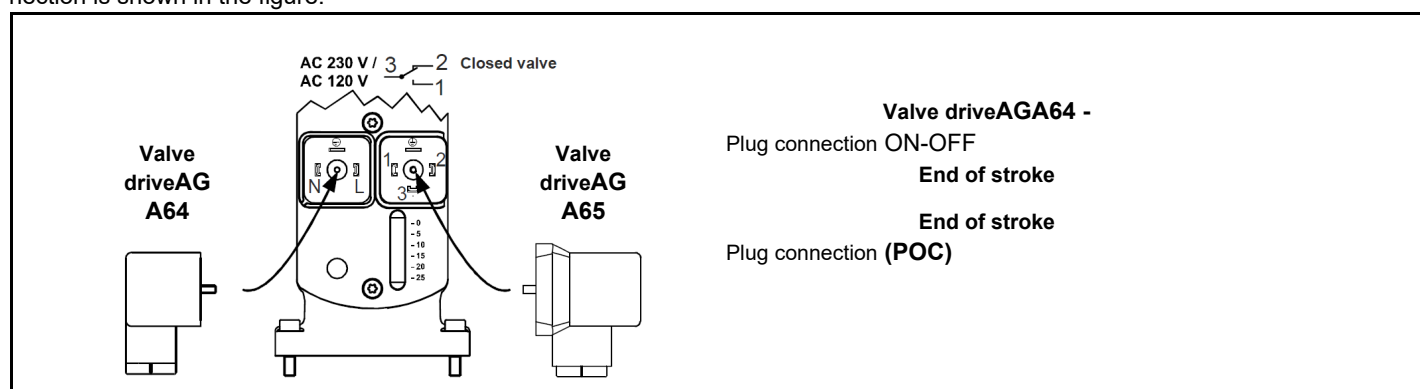 nection is shown in the figure.
AC 230 V /
AC 120 V
3
2
1
Closed valve
Valve
driveAG
A64
N
L
1
2
3
- 0
- 5
- 10
- 15
- 20
- 25
Valve
driveAG
A65
Valve driveAGA64 -
Plug connection ON-OFF
End of stroke
End of stroke
Plug connection (POC)